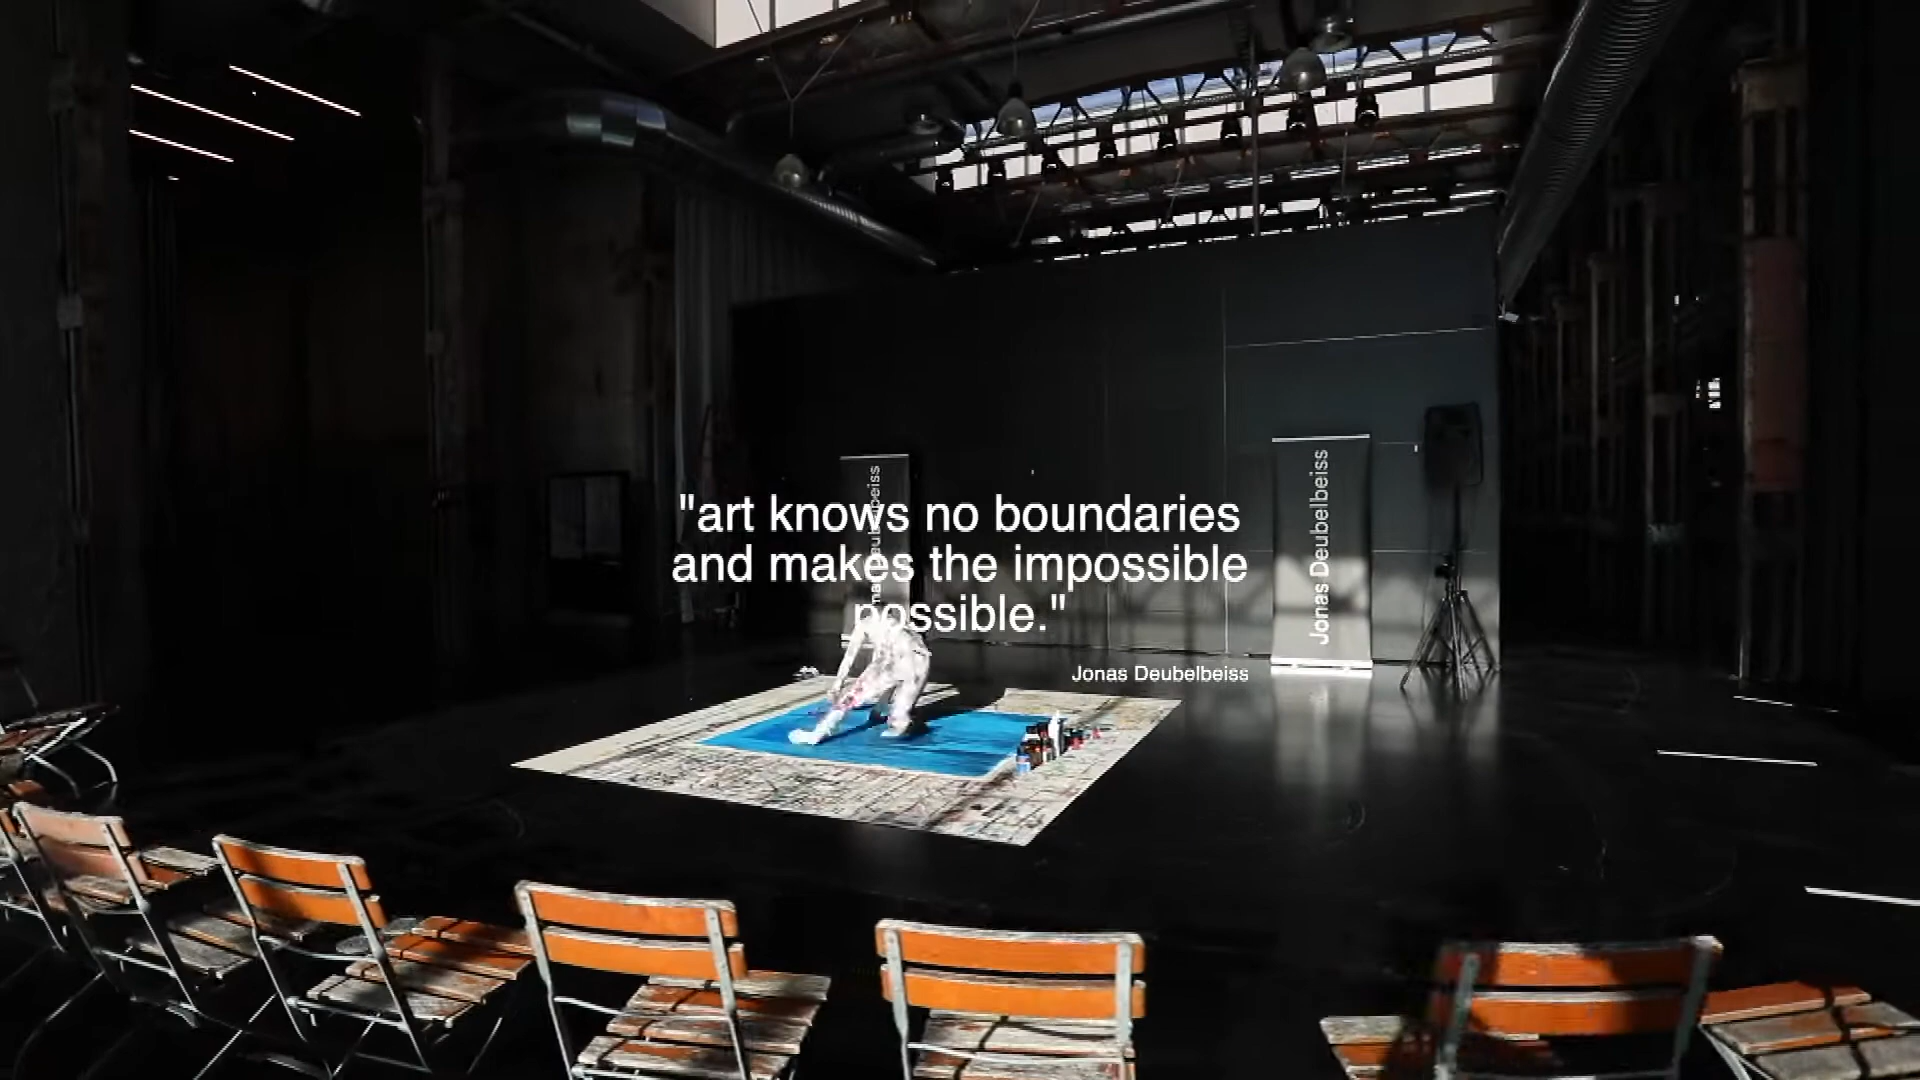 "art knows no boundaries
and makes the impossible
possible."
Jonas Deubelbeiss
Jonas Deubelbeiss